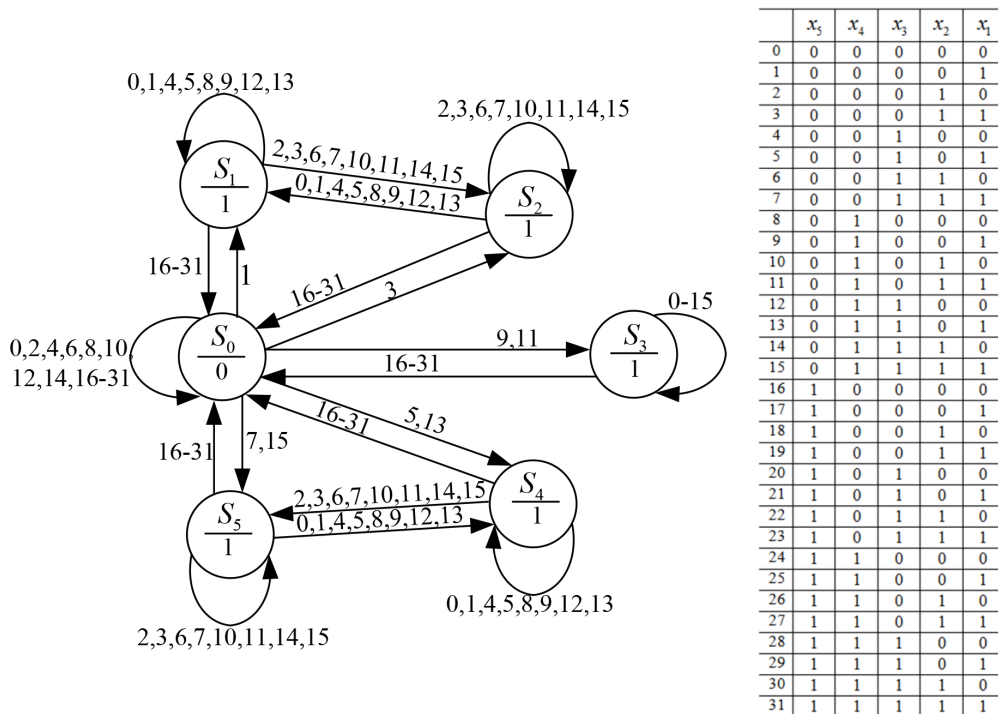 0,1,4,5,8,9,12,13
2,3,6,7,10,11,14,15
S1
1
2,3,6,7,10,11,14,15
0,1,4,5,8,9,12,13
S2
1
16-31
1
16-31
3
0,2,4,6,8,10,
12,14,16-31
S0
0
9,11
16-31
S3
1
0-15
16-31
7,15
5,13
16-31
S5
1
2,3,6,7,10,11,14,15
0,1,4,5,8,9,12,13
S4
1
2,3,6,7,10,11,14,15
0,1,4,5,8,9,12,13
x5 x4 x3 x2 x1
0 0 0 0 0 0
1 0 0 0 0 1
2 0 0 0 1 0
3 0 0 0 1 1
4 0 0 1 0 0
5 0 0 1 0 1
6 0 0 1 1 0
7 0 0 1 1 1
8 0 1 0 0 0
9 0 1 0 0 1
10 0 1 0 1 0
11 0 1 0 1 1
12 0 1 1 0 0
13 0 1 1 0 1
14 0 1 1 1 0
15 0 1 1 1 1
16 1 0 0 0 0
17 1 0 0 0 1
18 1 0 0 1 0
19 1 0 0 1 1
20 1 0 1 0 0
21 1 0 1 0 1
22 1 0 1 1 0
23 1 0 1 1 1
24 1 1 0 0 0
25 1 1 0 0 1
26 1 1 0 1 0
27 1 1 0 1 1
28 1 1 1 0 0
29 1 1 1 0 1
30 1 1 1 1 0
31 1 1 1 1 1